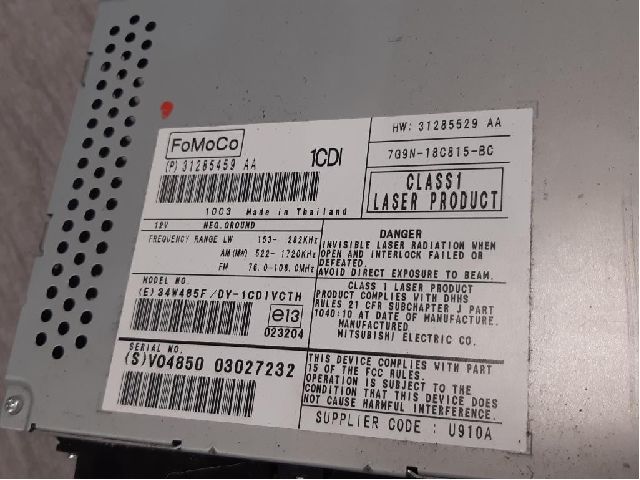 FoMoCo
(P) 31285459 AA
1CDI
1003 Made in Thailand
12V NEG.GROUND
FREQUENCY RANGE LW 153- 282KHz
AM (MW) 522- 1720KHz
FM 76.0-108.0MHz
MODEL NO.
(E) 34W485F/DY-1CDIVCTH
e13
023204
SERIAL NO.
(S)V04850 03027232
HW: 31285529 AA
7G9N-18C815-BC
CLASS1
LASER PRODUCT
DANGER
INVISIBLE LASER RADIATION WHEN
OPEN AND INTERLOCK FAILED OR
DEFEATED.
AVOID DIRECT EXPOSURE TO BEAM.
CLASS 1 LASER PRODUCT
PRODUCT COMPLIES WITH DHHS
RULES 21 CFR SUBCHAPTER J PART
1040:10 AT DATE OF MANUFACTURE.
MANUFACTURED
MITSUBISHI ELECTRIC CO.
THIS DEVICE COMPLIES WITH PART
15 OF THE FCC RULES.
OPERATION IS SUBJECT TO THE
CONDITION THAT THIS DEVICE DOES
NOT CAUSE HARMFUL INTERFERENCE.
SUPPLIER CODE : U910A